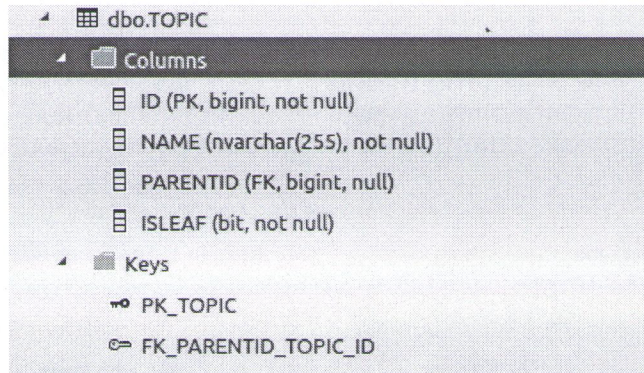 dbo.TOPIC
Columns
ID (PK, bigint, not null)
NAME (nvarchar(255), not null)
PARENTID (FK, bigint, null)
ISLEAF (bit, not null)
Keys
PK_TOPIC
FK_PARENTID_TOPIC_ID